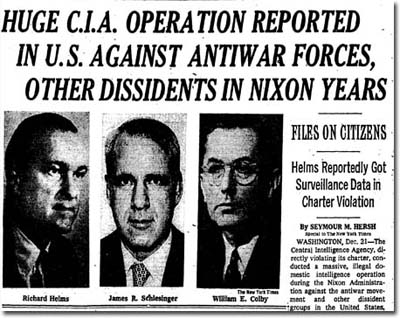 HUGE C.I.A. OPERATION REPORTED
IN U.S. AGAINST ANTIWAR FORCES,
OTHER DISSIDENTS IN NIXON YEARS
FILES ON CITIZENS
Helms Reportedly Got
Surveillance Data in
Charter Violation
By SEYMOUR M. HERSH
Special to The New York Times
WASHINGTON, Dec. 21—The
Central Intelligence Agency, di-
rectly violating its charter, con-
ducted a massive, illegal do-
mestic intelligence operation
during the Nixon Administra-
tion against the antiwar move-
ment and other dissident
groups in the United States,
The New York Times
Richard Helms
James R. Schlesinger
William E. Colby